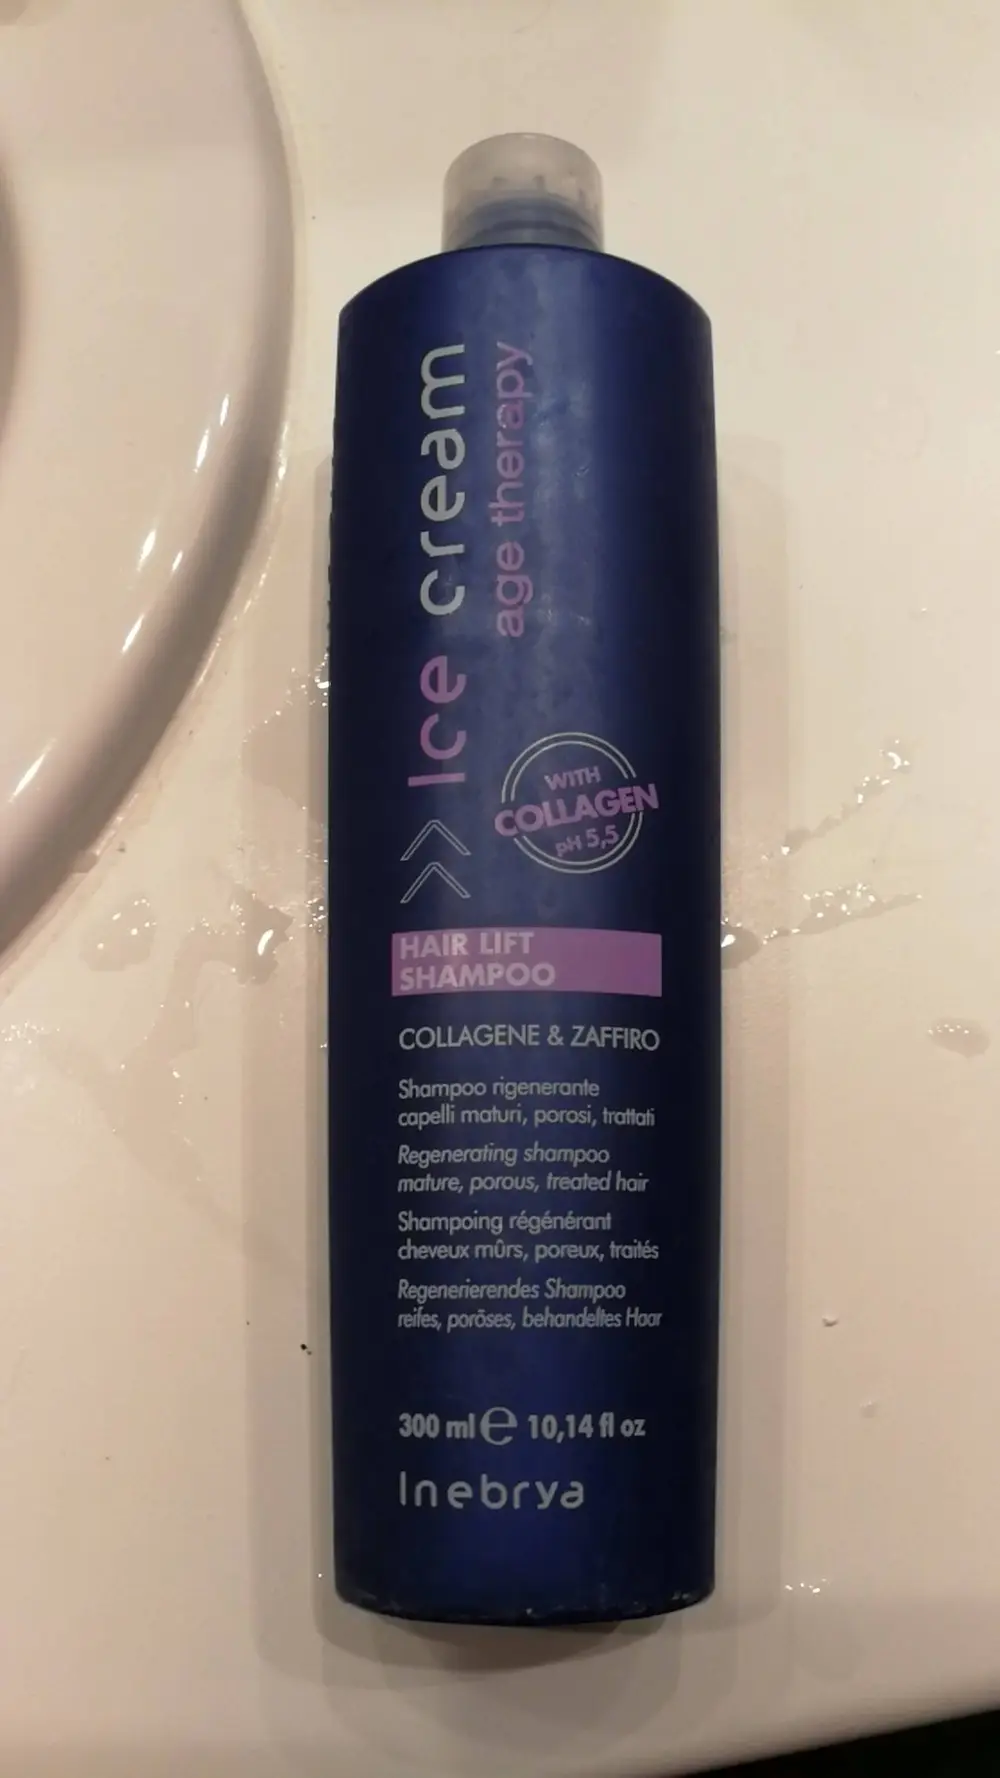 Ice cream
age therapy
WITH
COLLAGEN
pH 5,5
HAIR LIFT
SHAMPOO
COLLAGENE & ZAFFIRO
Shampoo rigenerante
capelli maturi, porosi, trattati
Regenerating shampoo
mature, porous, treated hair
Shampoing régénérant
cheveux mûrs, poreux, traités
Regenerierendes Shampoo
reifes, poröses, behandeltes Haar
300 ml ℮ 10,14 fl oz
Inebrya